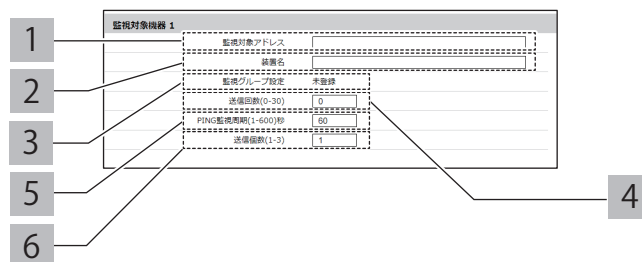 監視対象機器 1
1
監視対象アドレス
2
装置名
3
監視グループ設定 未登録
送信回数(0-30) 0
4
5
PING監視周期(1-600)秒 60
6
送信個数(1-3) 1